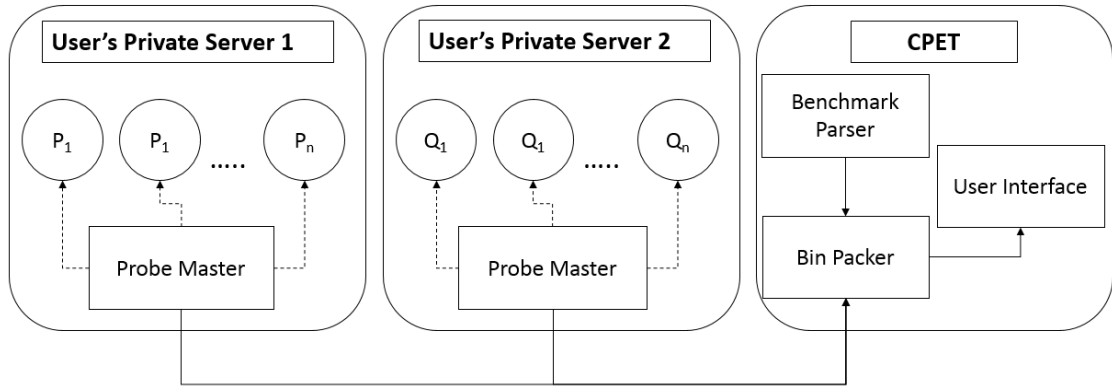 User's Private Server 1
P1
P1
.....
Pn
Probe Master
User's Private Server 2
Q1
Q1
.....
Qn
Probe Master
CPET
Benchmark
Parser
User Interface
Bin Packer